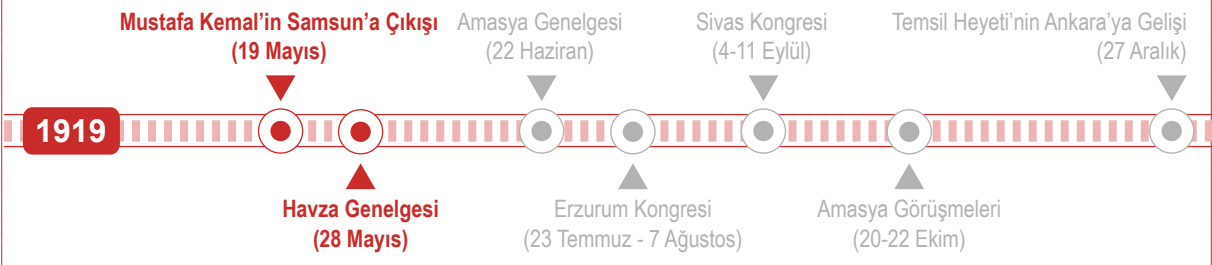 Mustafa Kemal’in Samsun’a Çıkışı
(19 Mayıs)
Amasya Genelgesi
(22 Haziran)
Sivas Kongresi
(4-11 Eylül)
Temsil Heyeti’nin Ankara’ya Gelişi
(27 Aralık)
1919
Havza Genelgesi
(28 Mayıs)
Erzurum Kongresi
(23 Temmuz - 7 Ağustos)
Amasya Görüşmeleri
(20-22 Ekim)